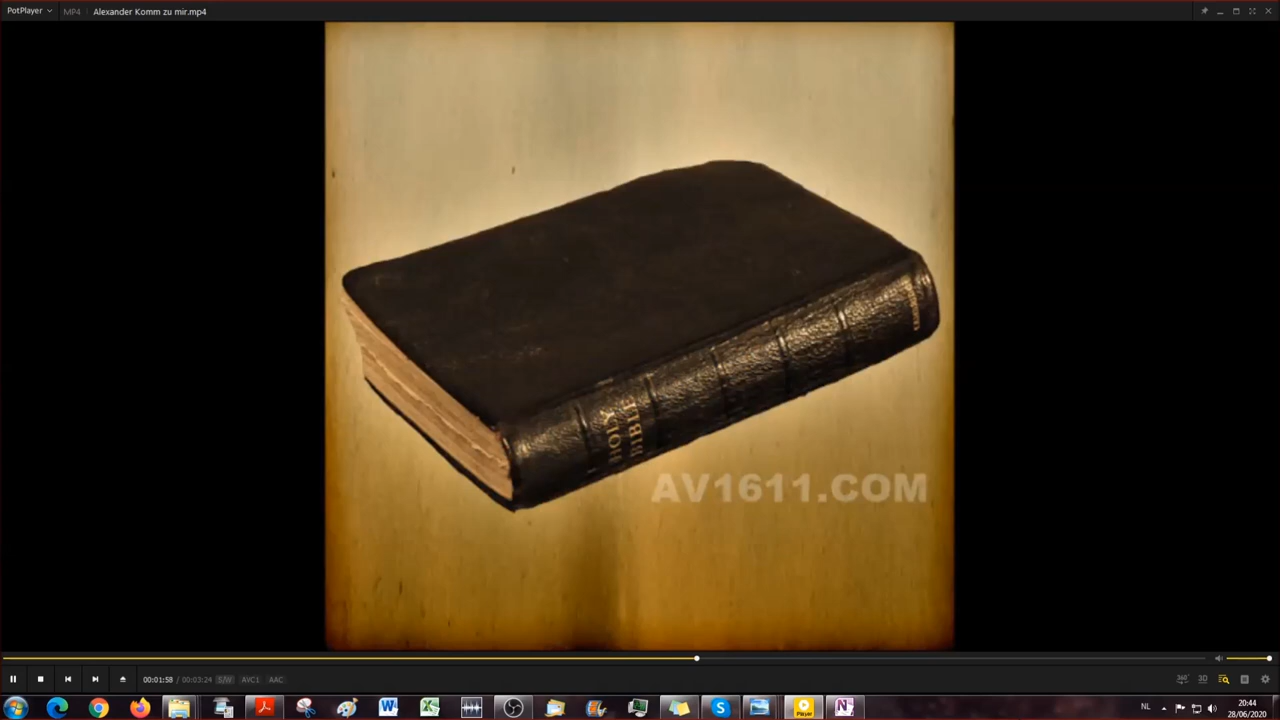 PotPlayer
MP4
Alexander Komm zu mir.mp4
HOLY
BIBLE
AV1611.COM
00:01:58 / 00:03:24
S/W
AVC1
AAC
360°
3D
NL
20:44
28/06/2020